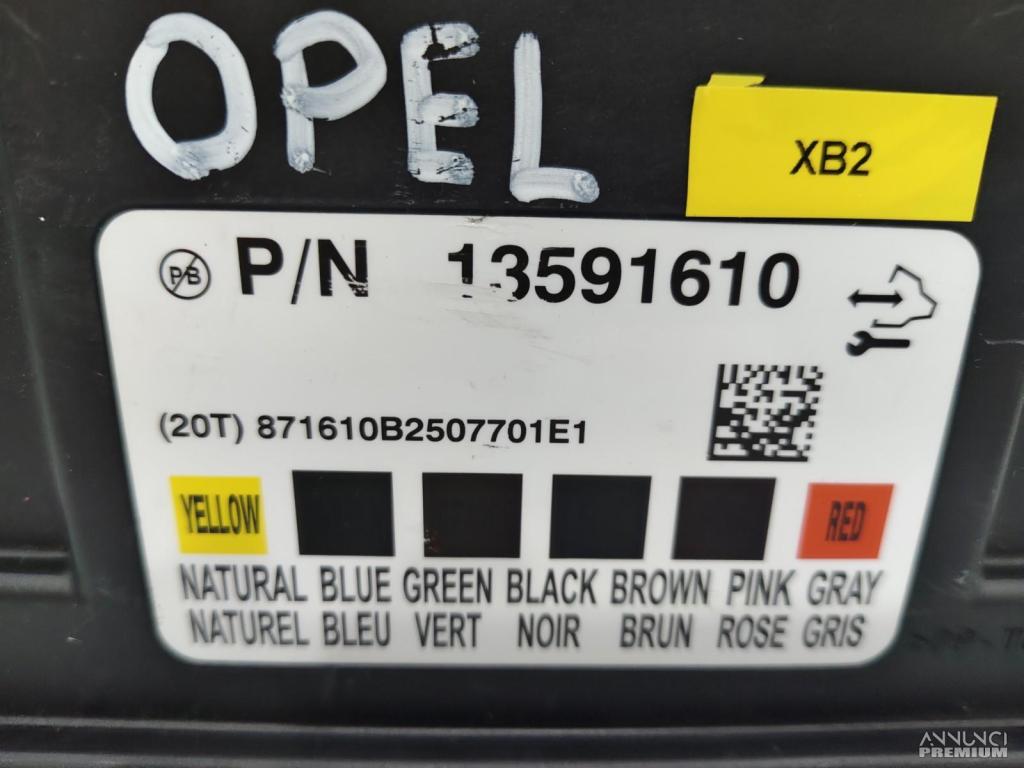 OPEL
XB2
PB P/N 13591610
(20T) 871610B2507701E1
YELLOW RED
NATURAL BLUE GREEN BLACK BROWN PINK GRAY
NATUREL BLEU VERT NOIR BRUN ROSE GRIS
ANNUNCI
PREMIUM